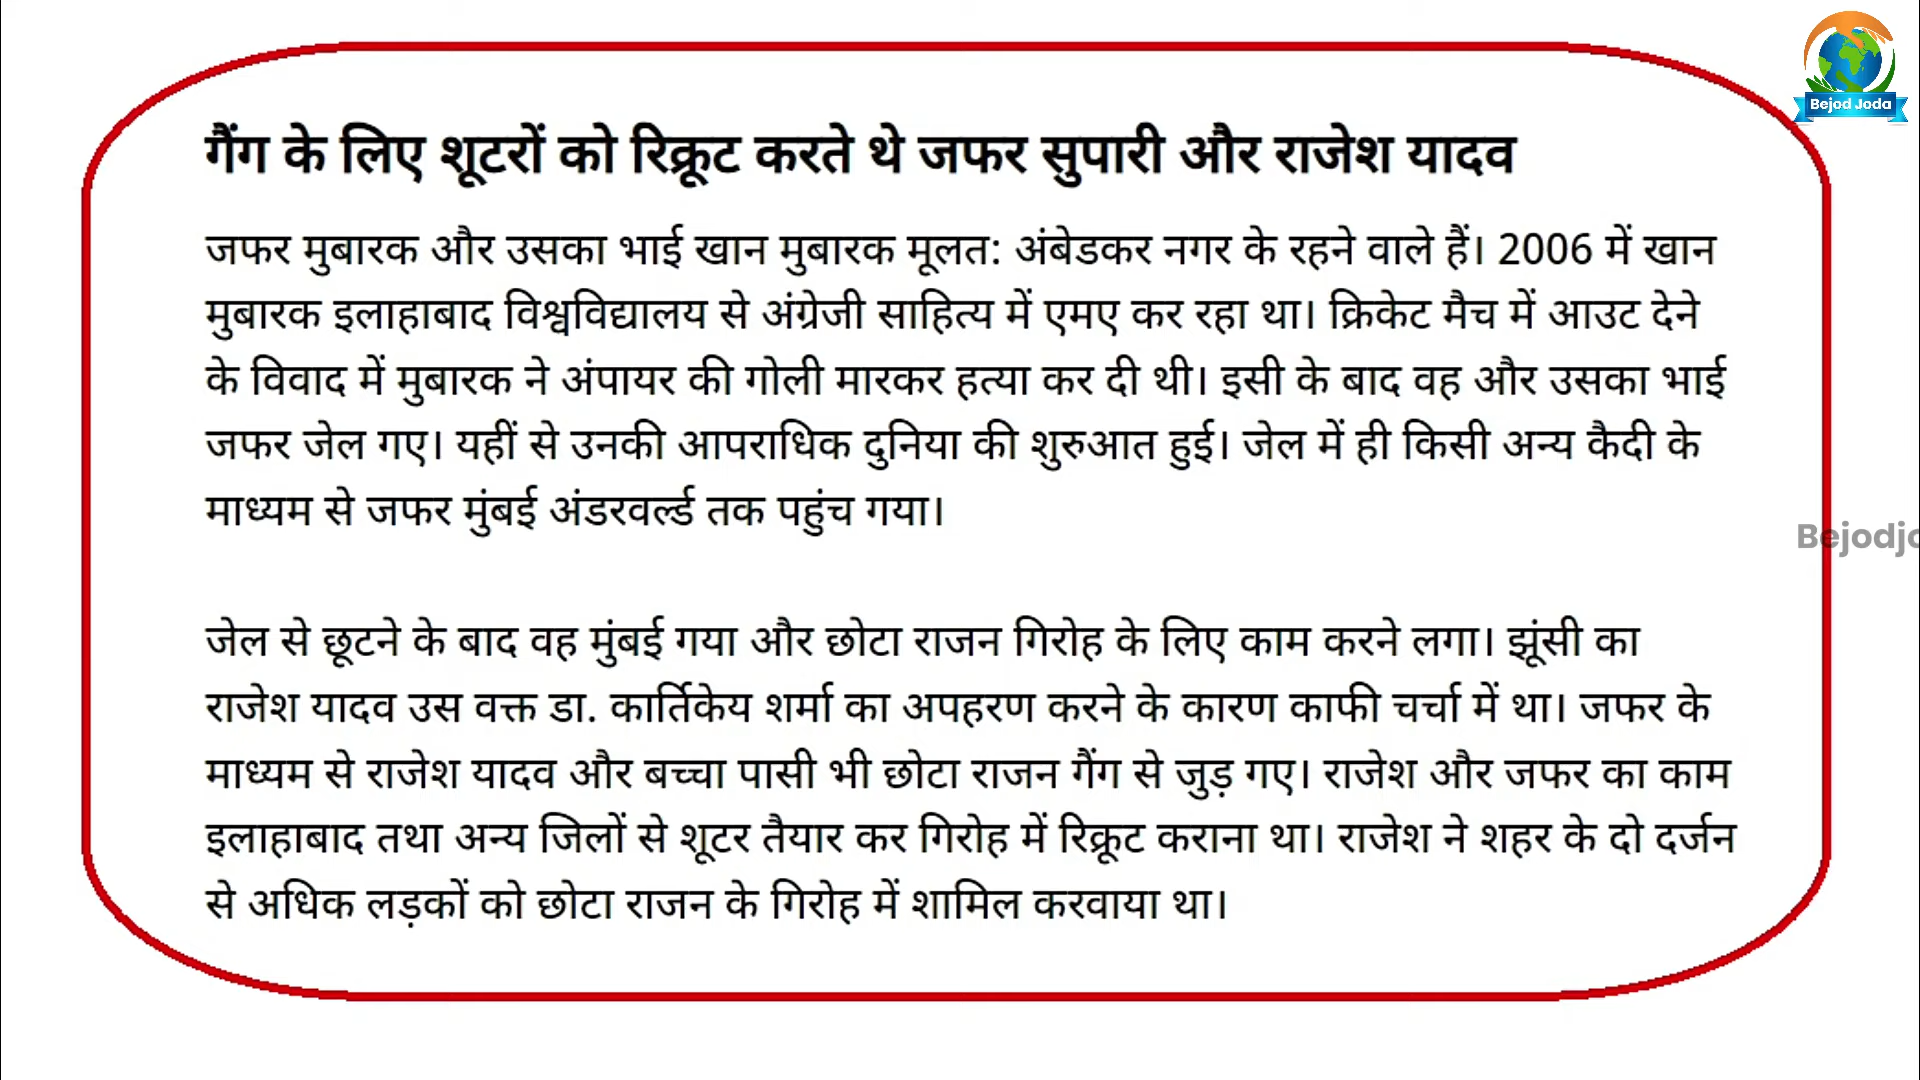 Bejod Joda
गैंग के लिए शूटरों को रिक्रूट करते थे जफर सुपारी और राजेश यादव
जफर मुबारक और उसका भाई खान मुबारक मूलत: अंबेडकर नगर के रहने वाले हैं। 2006 में खान
मुबारक इलाहाबाद विश्वविद्यालय से अंग्रेजी साहित्य में एमए कर रहा था। क्रिकेट मैच में आउट देने
के विवाद में मुबारक ने अंपायर की गोली मारकर हत्या कर दी थी। इसी के बाद वह और उसका भाई
जफर जेल गए। यहीं से उनकी आपराधिक दुनिया की शुरुआत हुई। जेल में ही किसी अन्य कैदी के
माध्यम से जफर मुंबई अंडरवर्ल्ड तक पहुंच गया।
Bejodjo
जेल से छूटने के बाद वह मुंबई गया और छोटा राजन गिरोह के लिए काम करने लगा। झूंसी का
राजेश यादव उस वक्त डा. कार्तिकेय शर्मा का अपहरण करने के कारण काफी चर्चा में था। जफर के
माध्यम से राजेश यादव और बच्चा पासी भी छोटा राजन गैंग से जुड़ गए। राजेश और जफर का काम
इलाहाबाद तथा अन्य जिलों से शूटर तैयार कर गिरोह में रिक्रूट कराना था। राजेश ने शहर के दो दर्जन
से अधिक लड़कों को छोटा राजन के गिरोह में शामिल करवाया था।